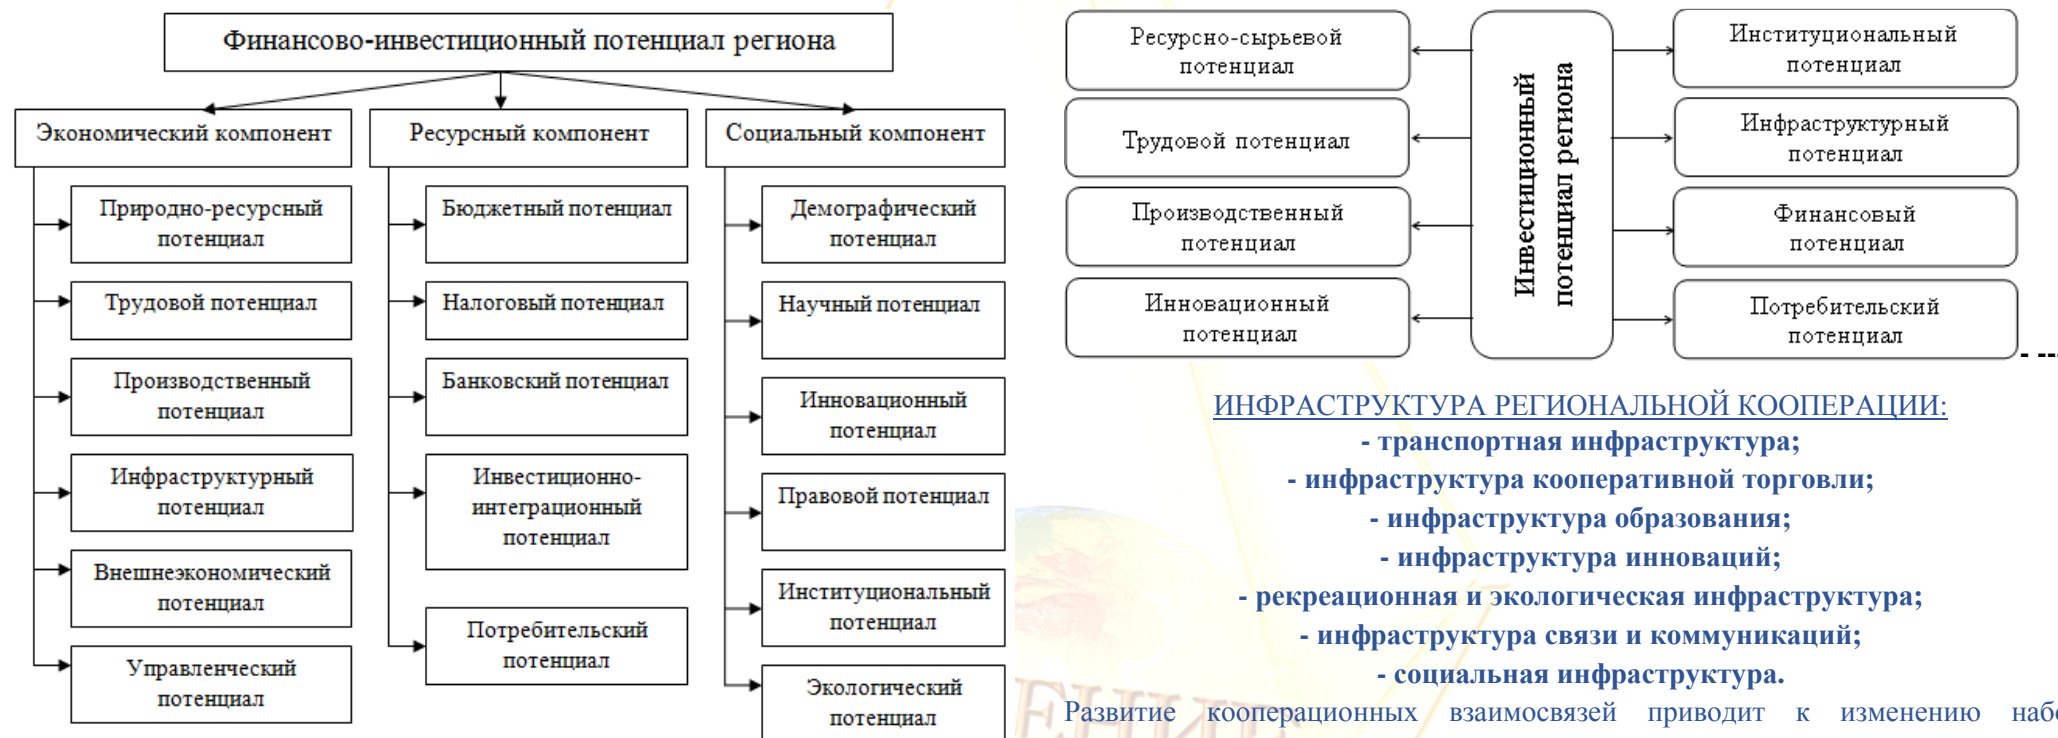 Финансово-инвестиционный потенциал региона
Экономический компонент
Природно-ресурсный
потенциал
Трудовой потенциал
Производственный
потенциал
Инфраструктурный
потенциал
Внешнеэкономический
потенциал
Управленческий
потенциал
Ресурсный компонент
Бюджетный потенциал
Налоговый потенциал
Банковский потенциал
Инвестиционно-
интеграционный
потенциал
Потребительский
потенциал
Социальный компонент
Демографический
потенциал
Научный потенциал
Инновационный
потенциал
Правовой потенциал
Институциональный
потенциал
Экологический
потенциал
Ресурсно-сырьевой
потенциал
Трудовой потенциал
Производственный
потенциал
Инновационный
потенциал
Инвестиционный
потенциал региона
Институциональный
потенциал
Инфраструктурный
потенциал
Финансовый
потенциал
Потребительский
потенциал
ИНФРАСТРУКТУРА РЕГИОНАЛЬНОЙ КООПЕРАЦИИ:
- транспортная инфраструктура;
- инфраструктура кооперативной торговли;
- инфраструктура образования;
- инфраструктура инноваций;
- рекреационная и экологическая инфраструктура;
- инфраструктура связи и коммуникаций;
- социальная инфраструктура.
Развитие кооперационных взаимосвязей приводит к изменению